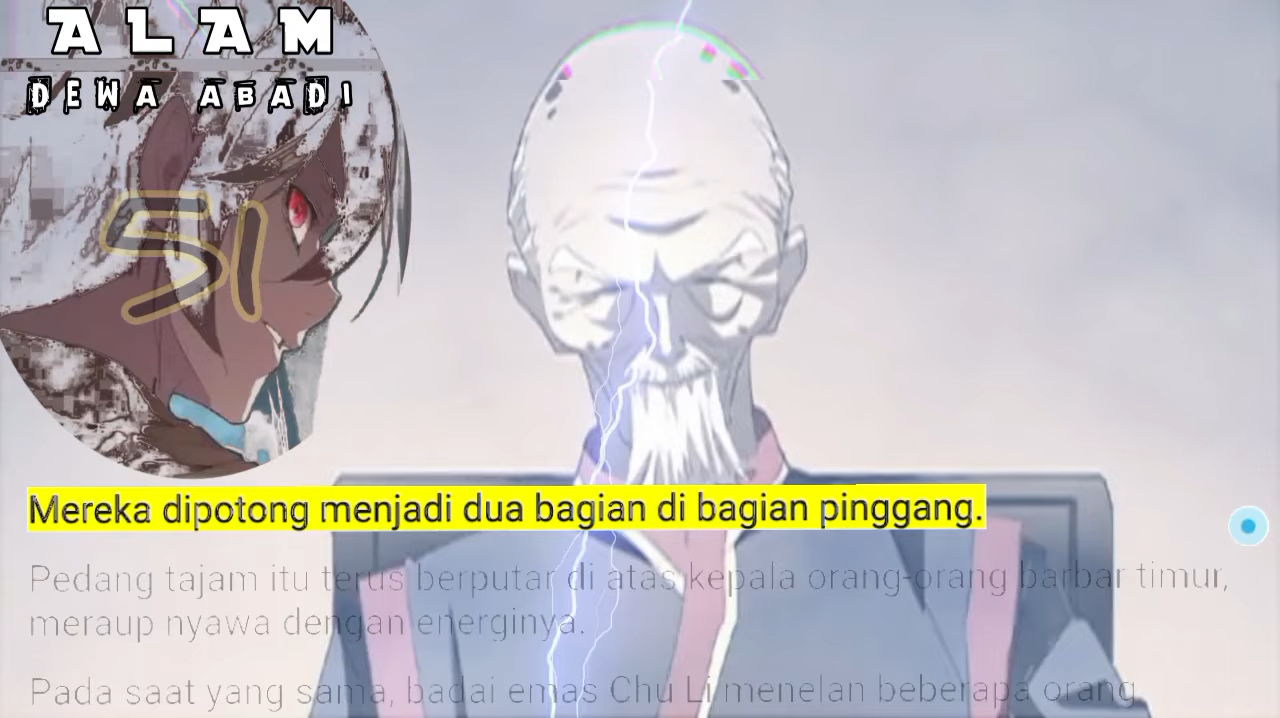 ALAM
DEWA ABADI
51
Mereka dipotong menjadi dua bagian di bagian pinggang.
Pedang tajam itu terus berputar di atas kepala orang-orang barbar timur,
meraup nyawa dengan energinya.
Pada saat yang sama, badai emas Chu Li menelan beberapa orang